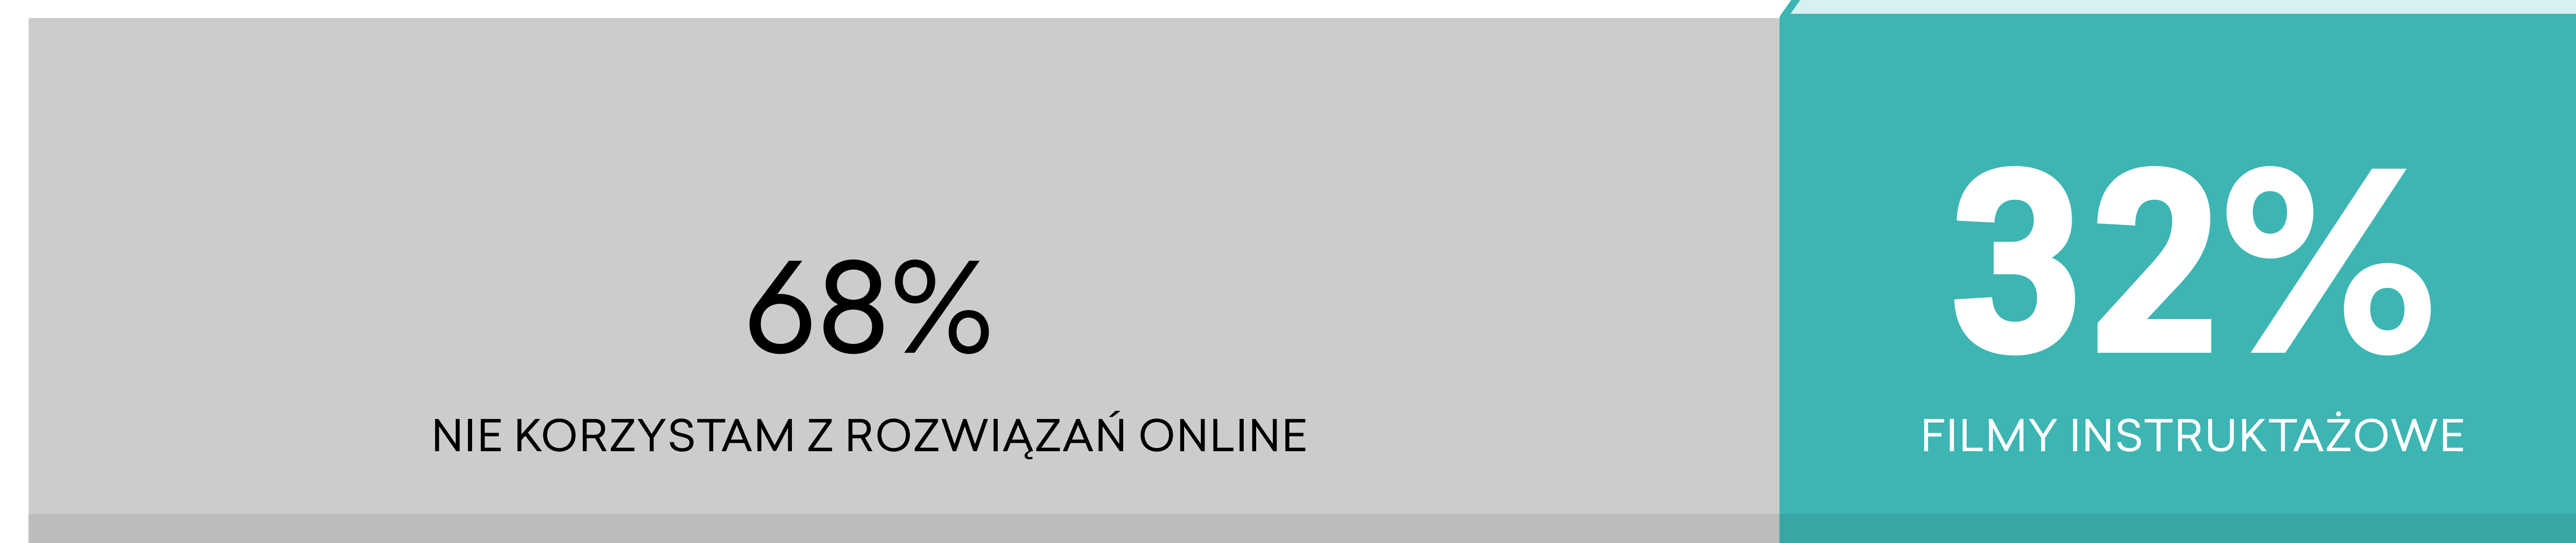 68%
NIE KORZYSTAM Z ROZWIĄZAŃ ONLINE
32%
FILMY INSTRUKTAŻOWE